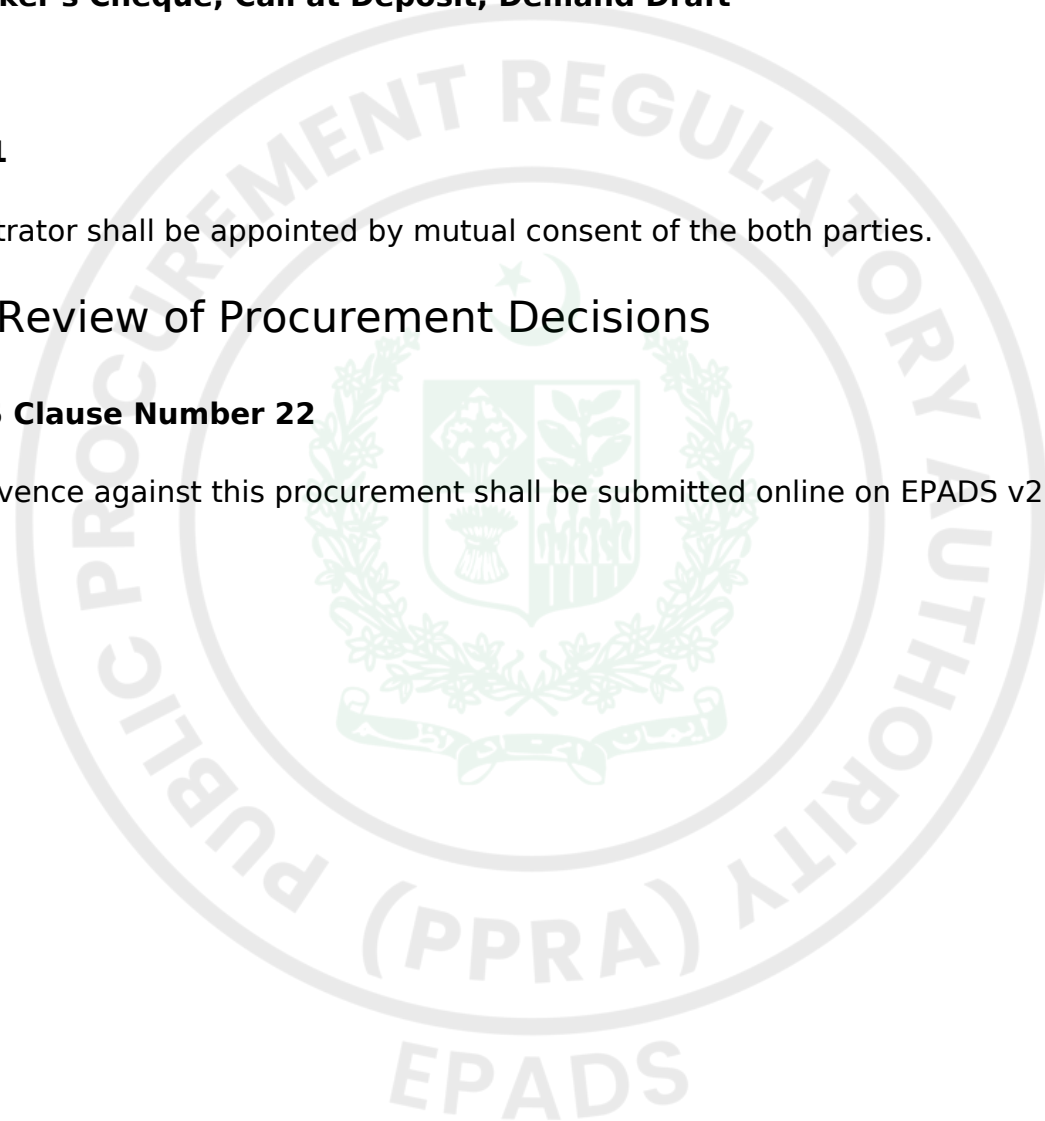 ker's Cheque, Call at Deposit, Demand Draft
1
trator shall be appointed by mutual consent of the both parties.
Review of Procurement Decisions
Clause Number 22
vence against this procurement shall be submitted online on EPADS v2
PUBLIC PROCUREMENT REGULATORY AUTHORITY
(PPRA)
EPADS